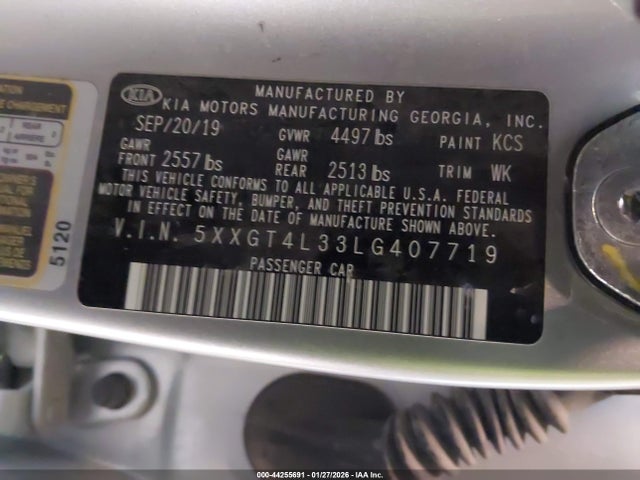 MANUFACTURED BY
KIA KIA MOTORS MANUFACTURING GEORGIA, INC.
SEP/20/19 GVWR 4497 lbs PAINT KCS
GAWR GAWR
FRONT 2557 lbs REAR 2513 lbs TRIM WK
THIS VEHICLE CONFORMS TO ALL APPLICABLE U.S.A. FEDERAL
MOTOR VEHICLE SAFETY, BUMPER, AND THEFT PREVENTION STANDARDS
IN EFFECT ON THE DATE OF MANUFACTURE SHOWN ABOVE.
V.I.N. 5XXGT4L33LG407719
PASSENGER CAR
5120
REAR
ARRIERE
000-44255691 - 01/27/2026 - IAA Inc.